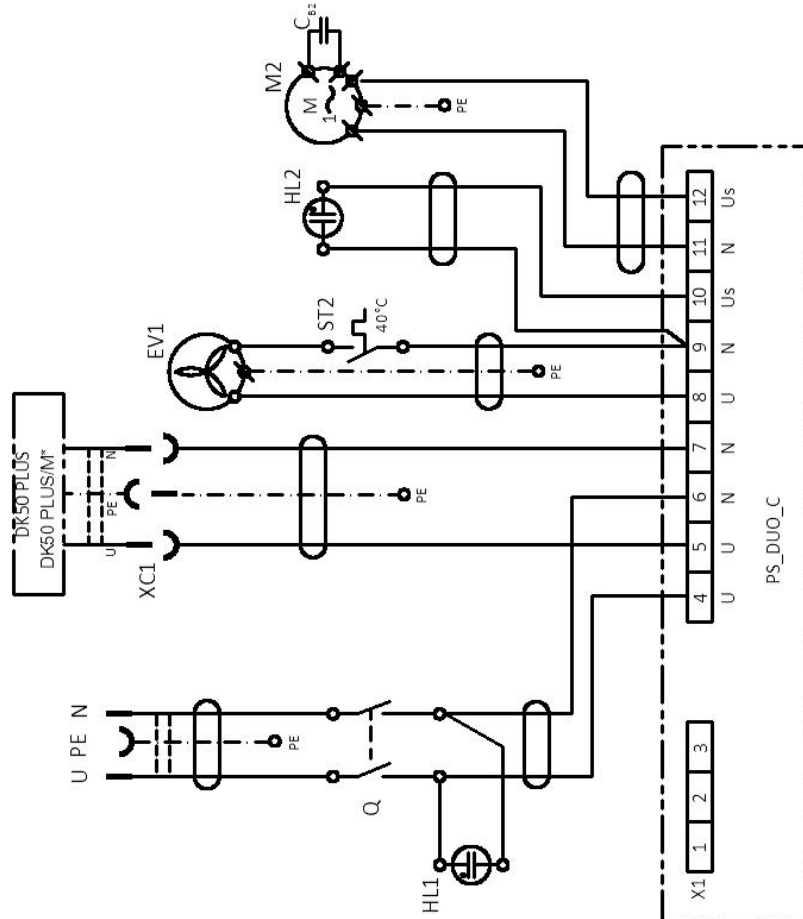 DK50 PLUS
DK50 PLUS/M*
U
PE
N
XC1
PE
U PE N
PE
Q
HL1
EV1
ST2
40°C
PE
HL2
M2
M
1
~
C_B2
PE
X1
1
2
3
4
5
6
7
8
9
10
11
12
U
U
N
N
U
N
Us
N
Us
PS_DUO_C